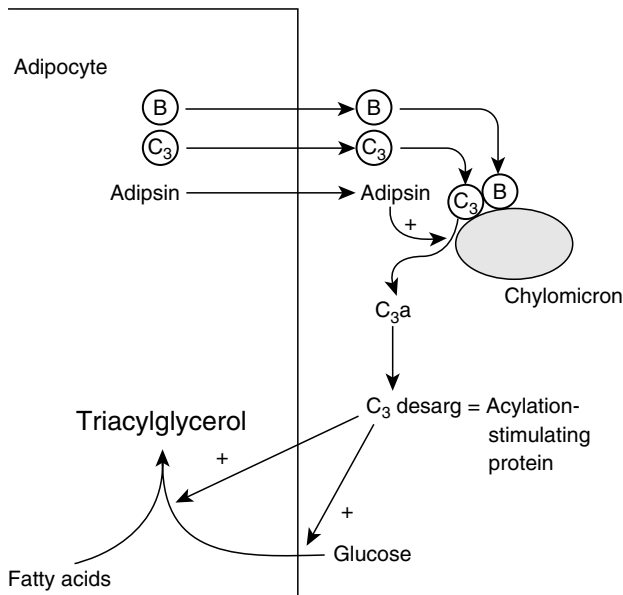 Adipocyte
B B
C₃ C₃
B
Adipsin Adipsin
C₃
+
Chylomicron
C₃a
C₃ desarg = Acylation-
stimulating
protein
Triacylglycerol
+
+
Glucose
Fatty acids